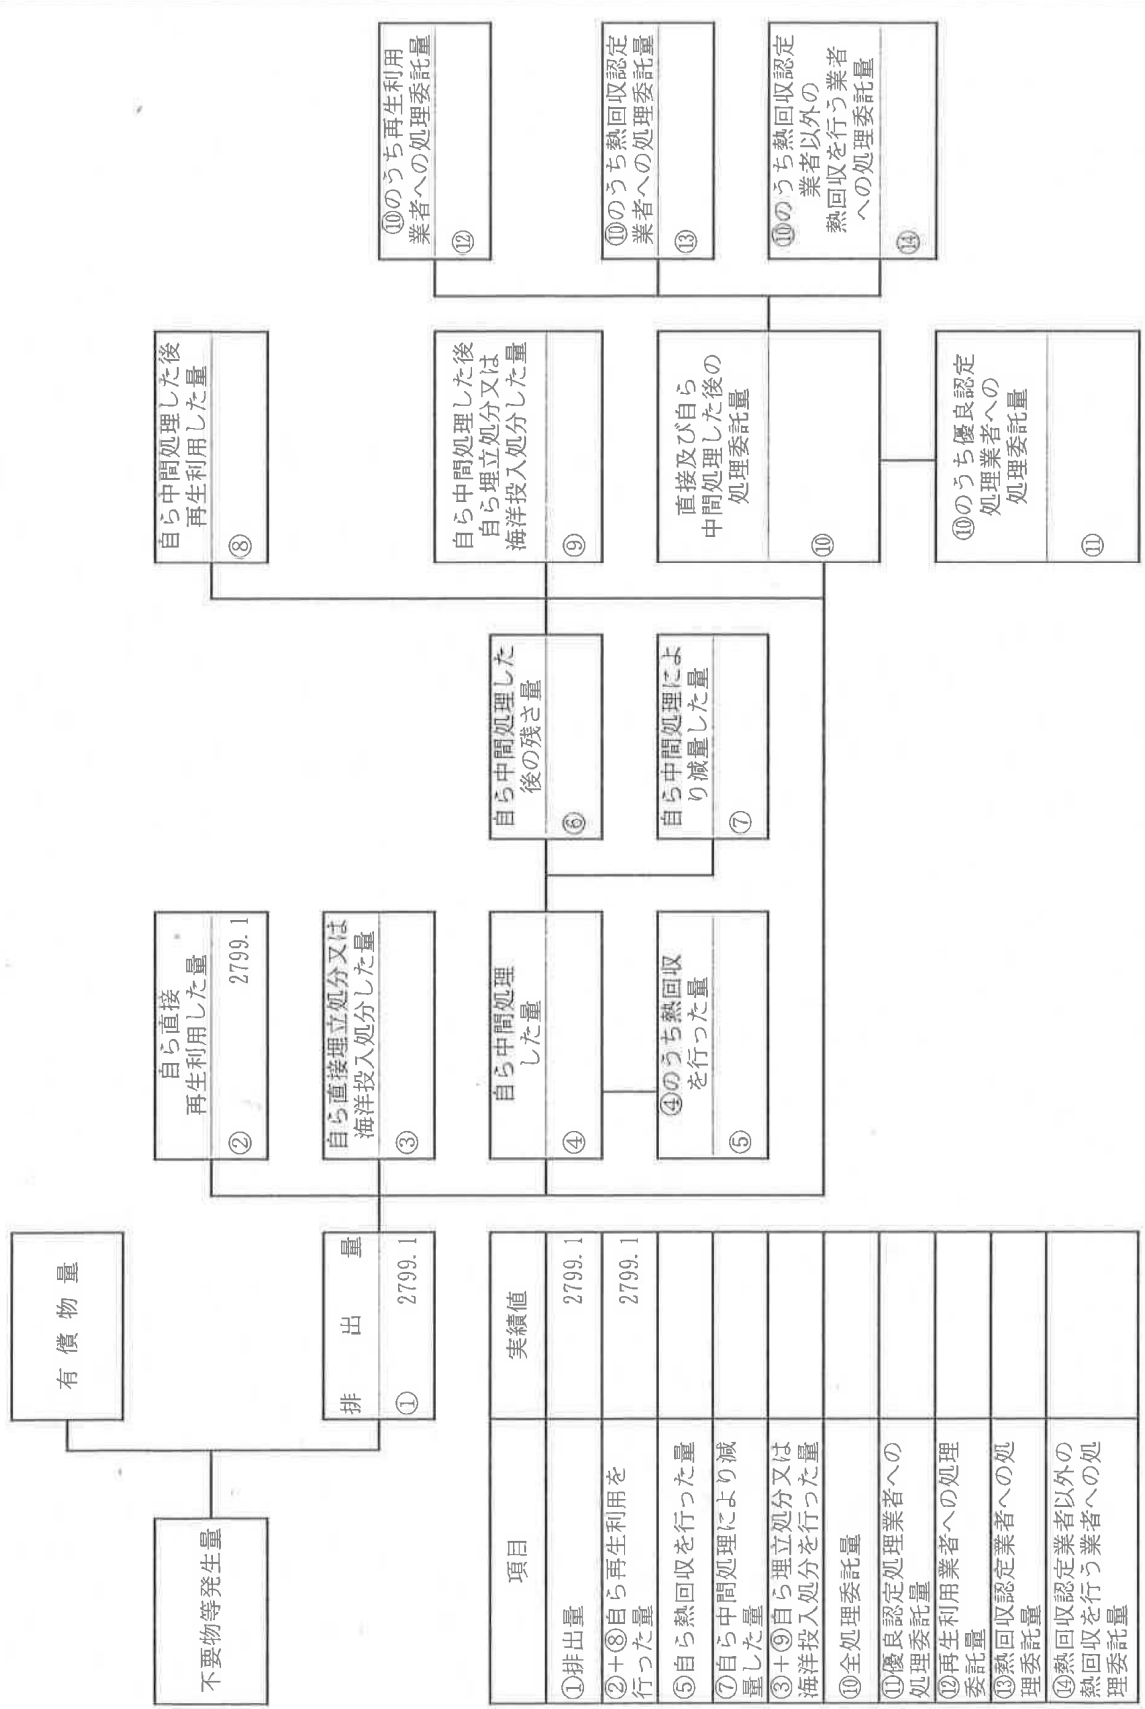 不要物等発生量
有償物量
排出量
① 2799.1
自ら直接
再生利用した量
② 2799.1
自ら直接埋立処分又は
海洋投入処分した量
③
自ら中間処理
した量
④
④のうち熱回収
を行った量
⑤
自ら中間処理した
後の残さ量
⑥
自ら中間処理によ
り減量した量
⑦
自ら中間処理した後
再生利用した量
⑧
自ら中間処理した後
自ら埋立処分又は
海洋投入処分した量
⑨
直接及び自ら
中間処理した後の
処理委託量
⑩
⑩のうち優良認定
処理業者への
処理委託量
⑪
⑩のうち再生利用
業者への処理委託量
⑫
⑩のうち熱回収認定
業者への処理委託量
⑬
⑩のうち熱回収認定
業者以外の
熱回収を行う業者
への処理委託量
⑭
項目 実績値
①排出量 2799.1
②+⑧自ら再生利用を
行った量 2799.1
⑤自ら熱回収を行った量
⑦自ら中間処理により減
量した量
③+⑨自ら埋立処分又は
海洋投入処分を行った量
⑩全処理委託量
⑪優良認定処理業者への
処理委託量
⑫再生利用業者への処理
委託量
⑬熱回収認定業者への処
理委託量
⑭熱回収認定業者以外の
熱回収を行う業者への処
理委託量